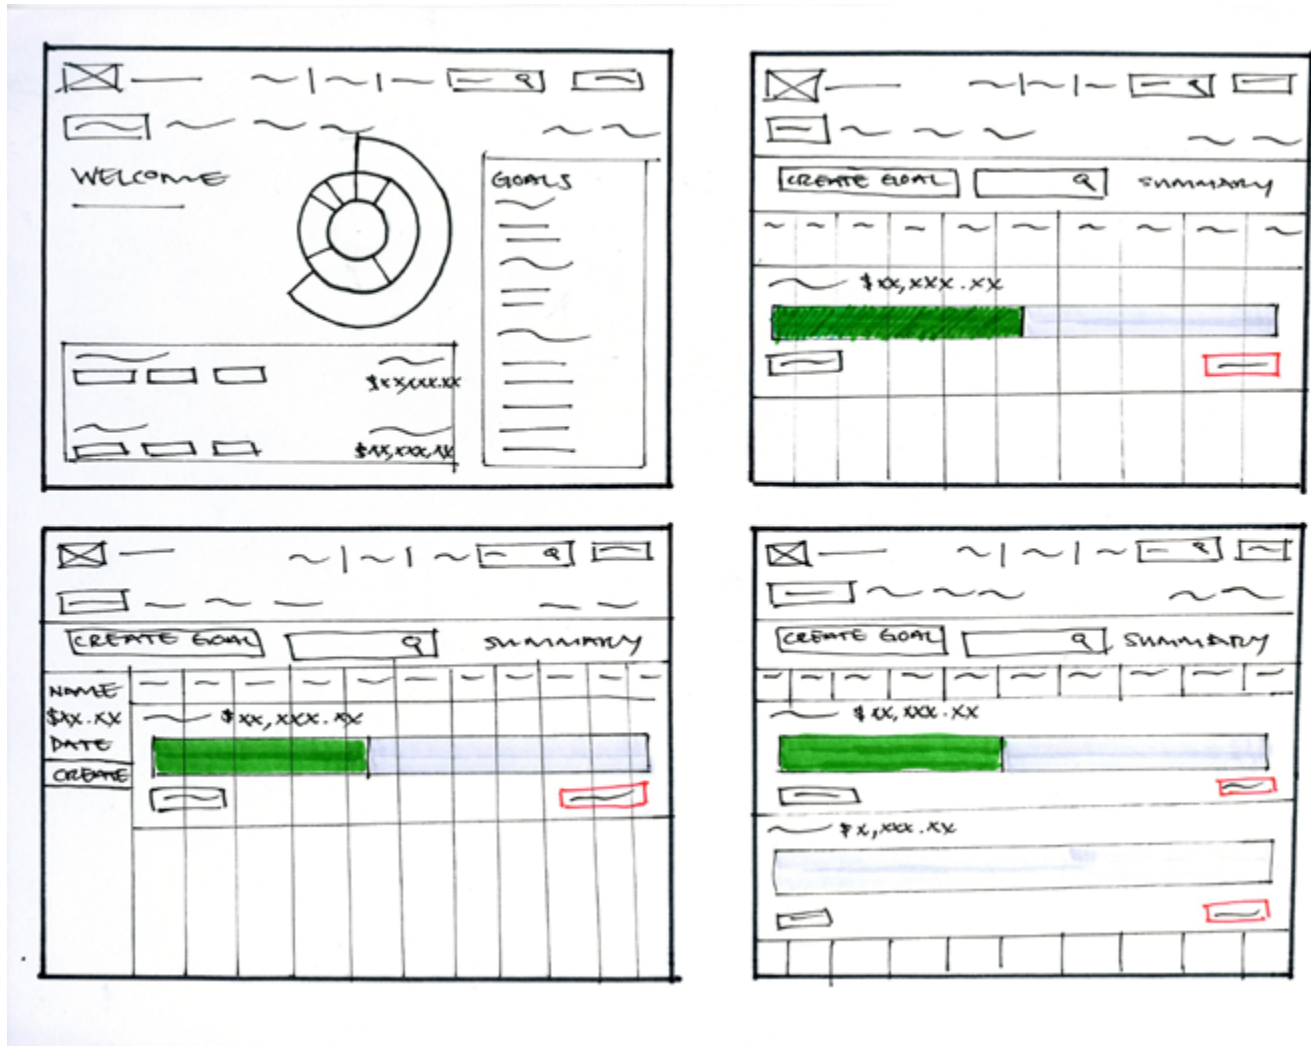 WELCOME
GOALS
$XX,XXX.XX
$XX,XXX,XX
CREATE GOAL
SUMMARY
$XX,XXX.XX
CREATE GOAL
SUMMARY
NAME
$XX.XX
DATE
CREATE
$XX,XXX.XX
CREATE GOAL
SUMMARY
$XX,XXX.XX
$X,XXX.XX